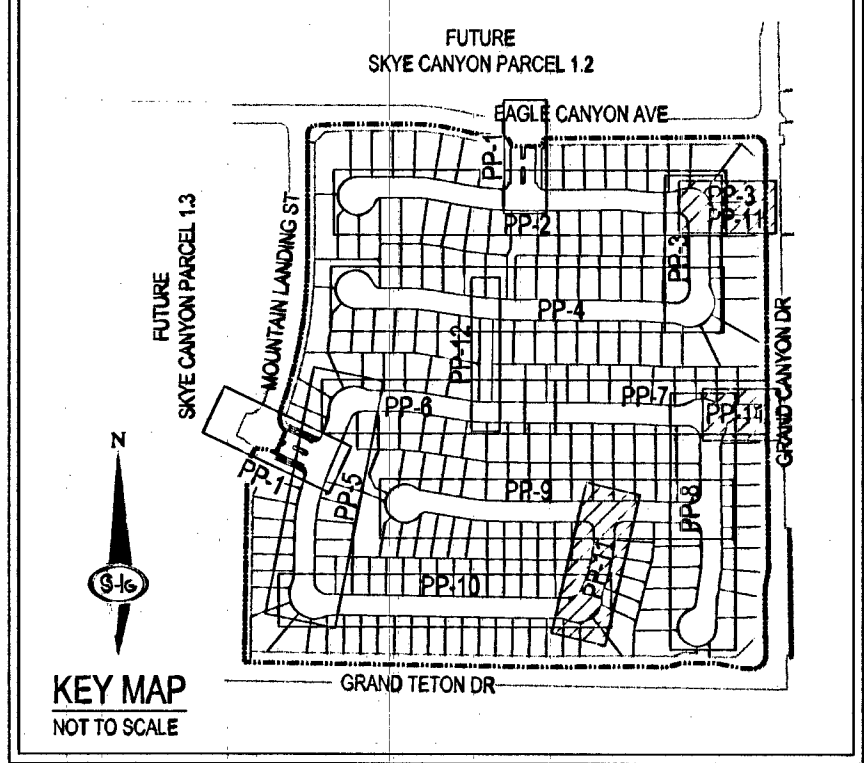 FUTURE
SKYE CANYON PARCEL 1.2
EAGLE CANYON AVE
PP-1
PP-2
PP-3
PP-11
PP-3
FUTURE
SKYE CANYON PARCEL 1.3
MOUNTAIN LANDING ST
PP-4
PP-12
GRAND CANYON DR
PP-6
PP-7
PP-11
PP-1
PP-5
PP-9
PP-8
PP-11
PP-10
N
S-G
KEY MAP
NOT TO SCALE
GRAND TETON DR